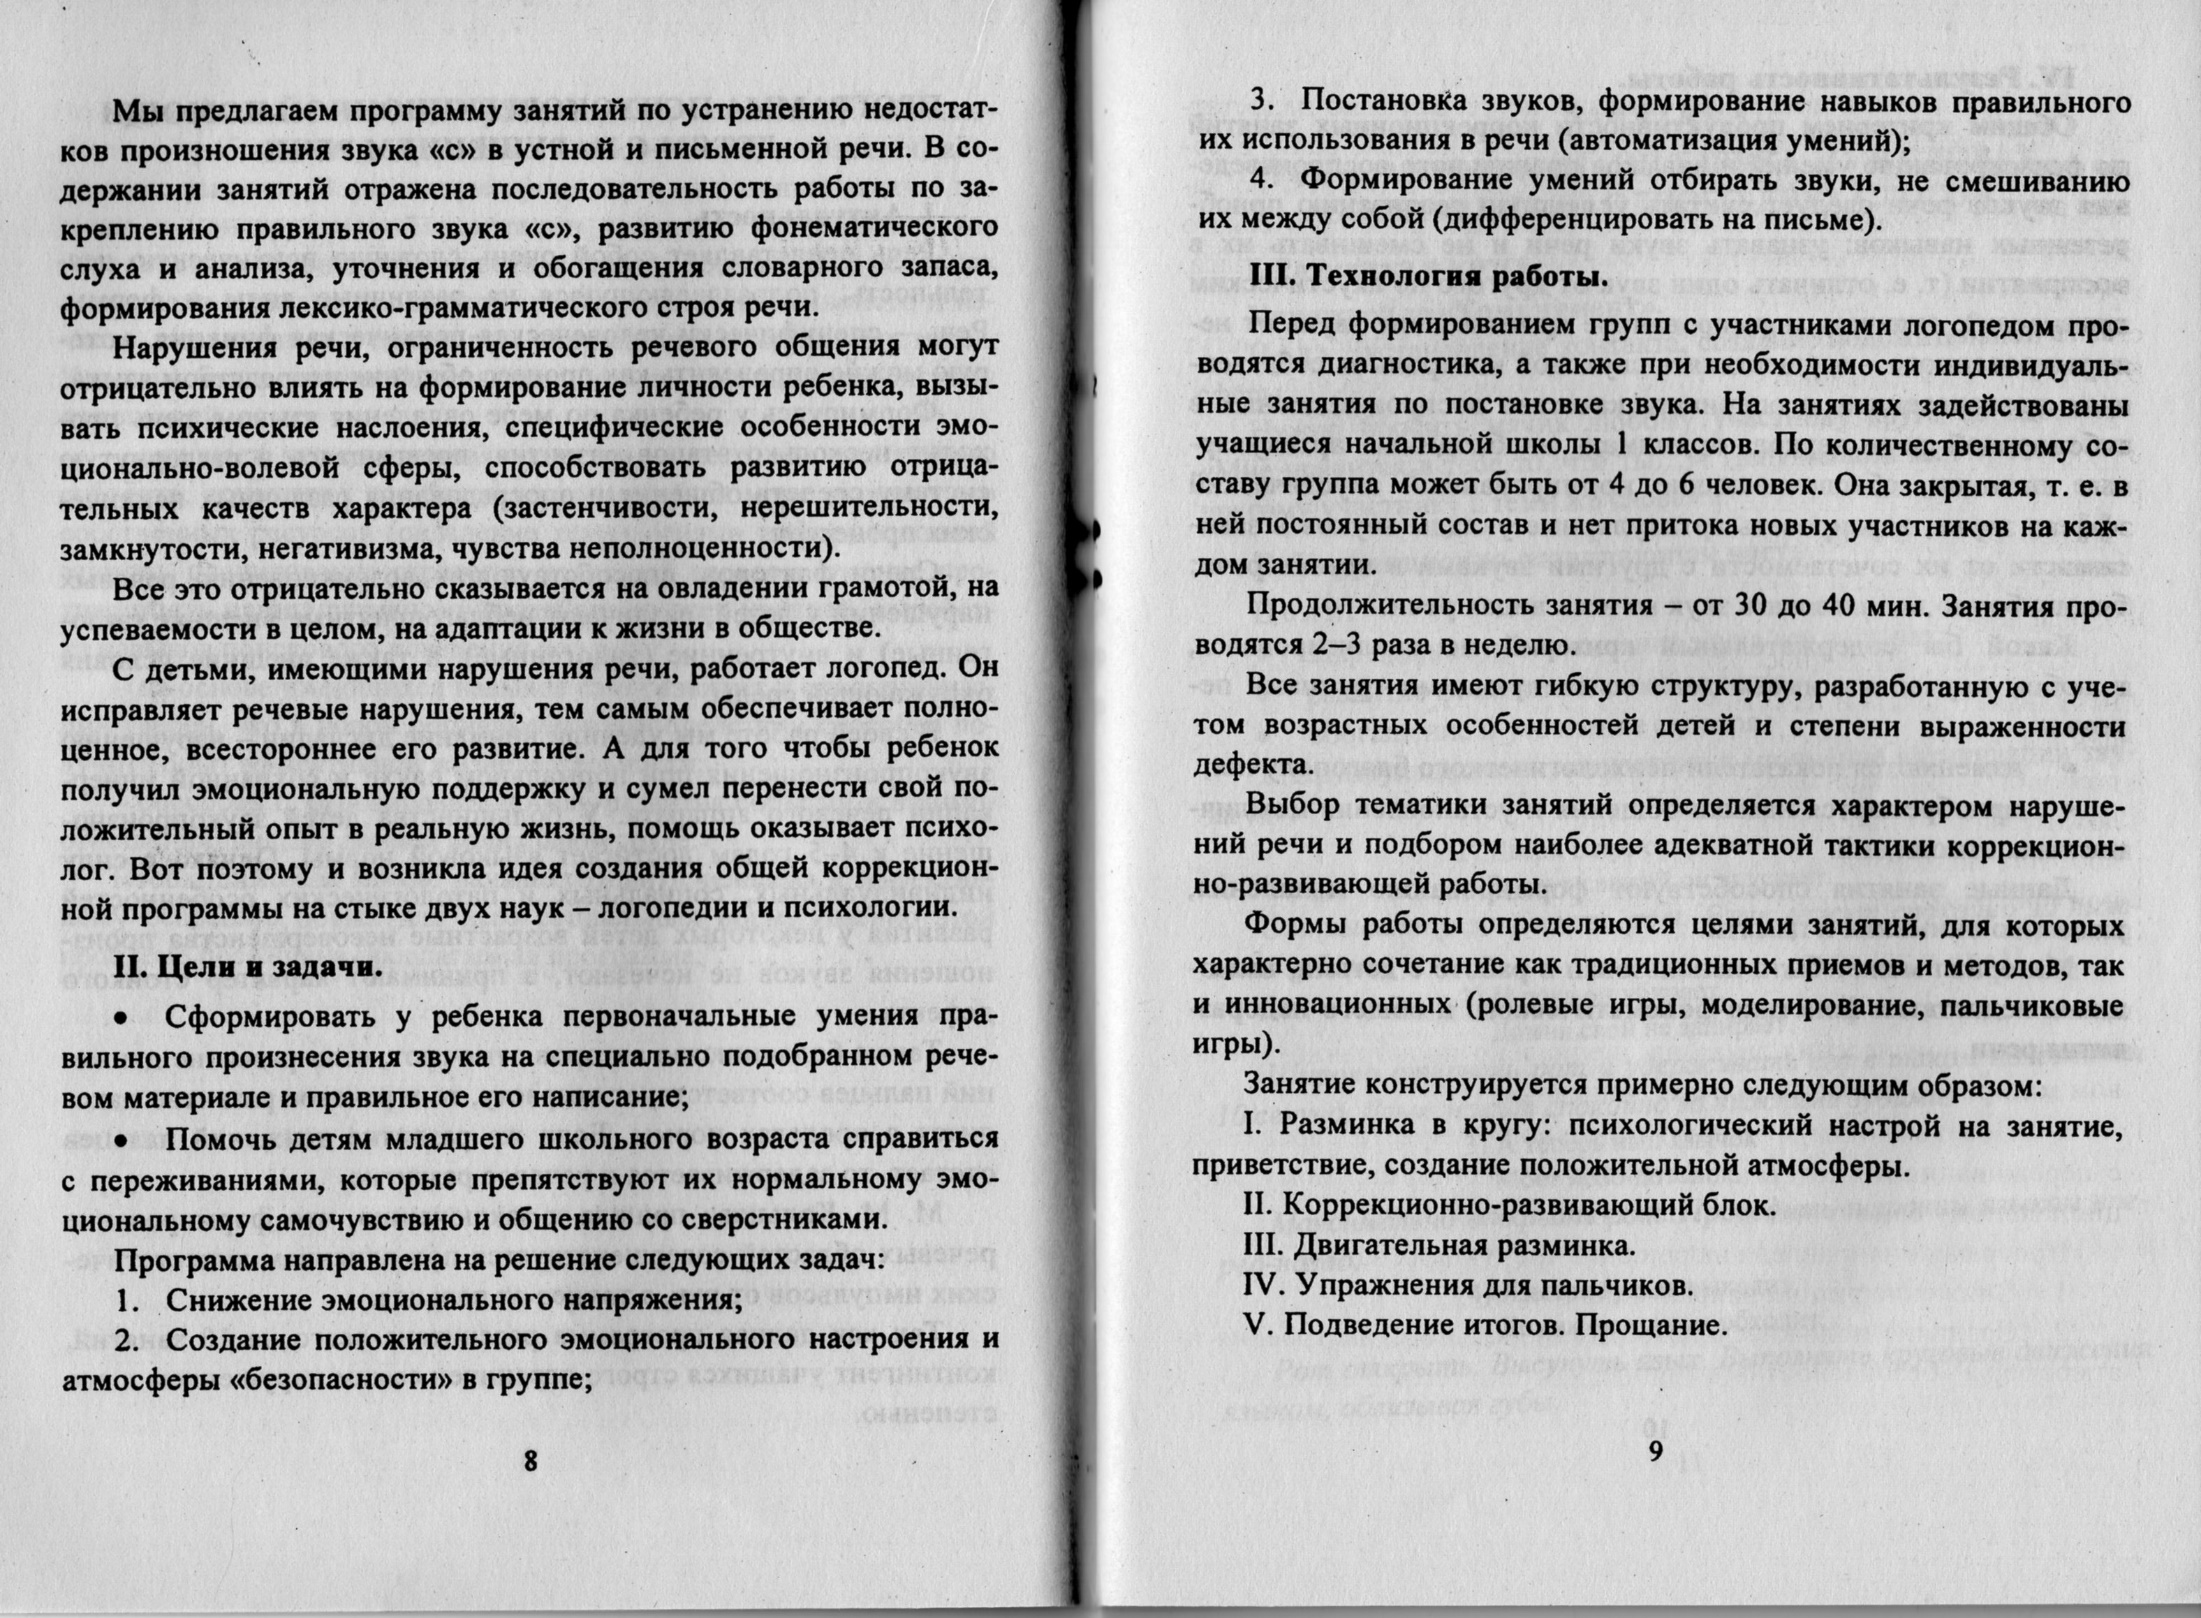 Мы предлагаем программу занятий по устранению недостат-
ков произношения звука «с» в устной и письменной речи. В со-
держании занятий отражена последовательность работы по за-
креплению правильного звука «с», развитию фонематического
слуха и анализа, уточнения и обогащения словарного запаса,
формирования лексико-грамматического строя речи.
Нарушения речи, ограниченность речевого общения могут
отрицательно влиять на формирование личности ребенка, вызы-
вать психические наслоения, специфические особенности эмо-
ционально-волевой сферы, способствовать развитию отрица-
тельных качеств характера (застенчивости, нерешительности,
замкнутости, негативизма, чувства неполноценности).
Все это отрицательно сказывается на овладении грамотой, на
успеваемости в целом, на адаптации к жизни в обществе.
С детьми, имеющими нарушения речи, работает логопед. Он
исправляет речевые нарушения, тем самым обеспечивает полно-
ценное, всестороннее его развитие. А для того чтобы ребенок
получил эмоциональную поддержку и сумел перенести свой по-
ложительный опыт в реальную жизнь, помощь оказывает психо-
лог. Вот поэтому и возникла идея создания общей коррекцион-
ной программы на стыке двух наук – логопедии и психологии.
II. Цели и задачи.
• Сформировать у ребенка первоначальные умения пра-
вильного произнесения звука на специально подобранном рече-
вом материале и правильное его написание;
• Помочь детям младшего школьного возраста справиться
с переживаниями, которые препятствуют их нормальному эмо-
циональному самочувствию и общению со сверстниками.
Программа направлена на решение следующих задач:
1. Снижение эмоционального напряжения;
2. Создание положительного эмоционального настроения и
атмосферы «безопасности» в группе;
8
3. Постановка звуков, формирование навыков правильного
их использования в речи (автоматизация умений);
4. Формирование умений отбирать звуки, не смешиванию
их между собой (дифференцировать на письме).
III. Технология работы.
Перед формированием групп с участниками логопедом про-
водятся диагностика, а также при необходимости индивидуаль-
ные занятия по постановке звука. На занятиях задействованы
учащиеся начальной школы 1 классов. По количественному со-
ставу группа может быть от 4 до 6 человек. Она закрытая, т. е. в
ней постоянный состав и нет притока новых участников на каж-
дом занятии.
Продолжительность занятия – от 30 до 40 мин. Занятия про-
водятся 2–3 раза в неделю.
Все занятия имеют гибкую структуру, разработанную с уче-
том возрастных особенностей детей и степени выраженности
дефекта.
Выбор тематики занятий определяется характером наруше-
ний речи и подбором наиболее адекватной тактики коррекцион-
но-развивающей работы.
Формы работы определяются целями занятий, для которых
характерно сочетание как традиционных приемов и методов, так
и инновационных (ролевые игры, моделирование, пальчиковые
игры).
Занятие конструируется примерно следующим образом:
I. Разминка в кругу: психологический настрой на занятие,
приветствие, создание положительной атмосферы.
II. Коррекционно-развивающий блок.
III. Двигательная разминка.
IV. Упражнения для пальчиков.
V. Подведение итогов. Прощание.
9